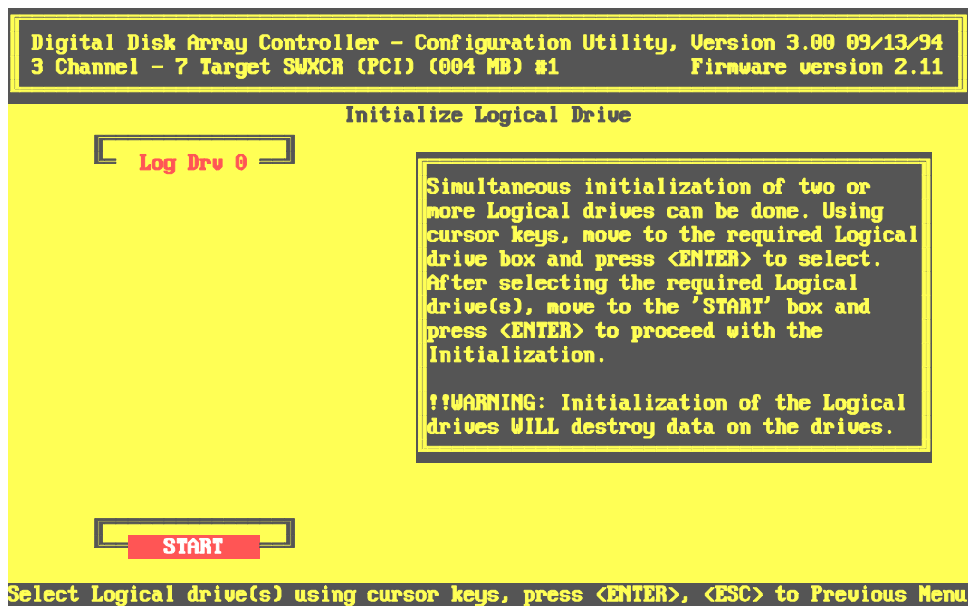 Digital Disk Array Controller - Configuration Utility, Version 3.00 09/13/94
3 Channel - 7 Target SWXCR (PCI) (004 MB) #1 Firmware version 2.11
Initialize Logical Drive
Log Drv 0
Simultaneous initialization of two or
more Logical drives can be done. Using
cursor keys, move to the required Logical
drive box and press <ENTER> to select.
After selecting the required Logical
drive(s), move to the 'START' box and
press <ENTER> to proceed with the
Initialization.
!!WARNING: Initialization of the Logical
drives WILL destroy data on the drives.
START
Select Logical drive(s) using cursor keys, press <ENTER>, <ESC> to Previous Menu